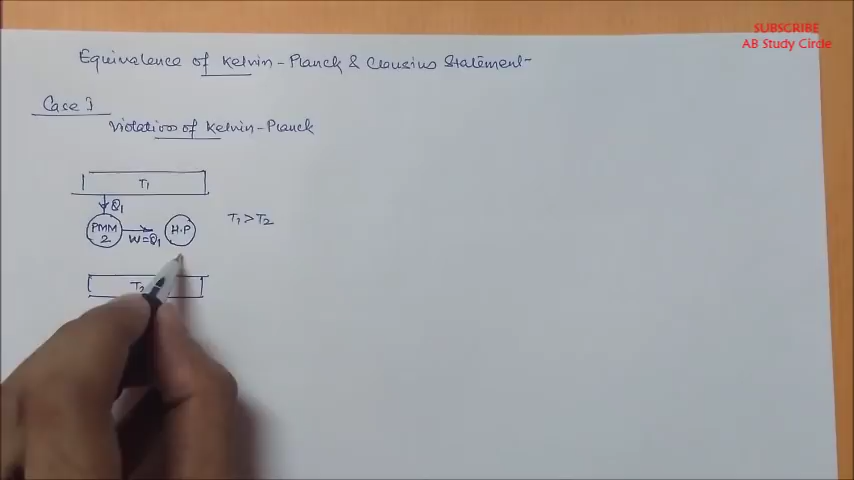 SUBSCRIBE
AB Study Circle
Equivalence of Kelvin-Planck & Clausius Statement-
Case I
Violation of Kelvin-Planck
T1
Q1
PMM
2
W=Q1
H.P
T1>T2
T2